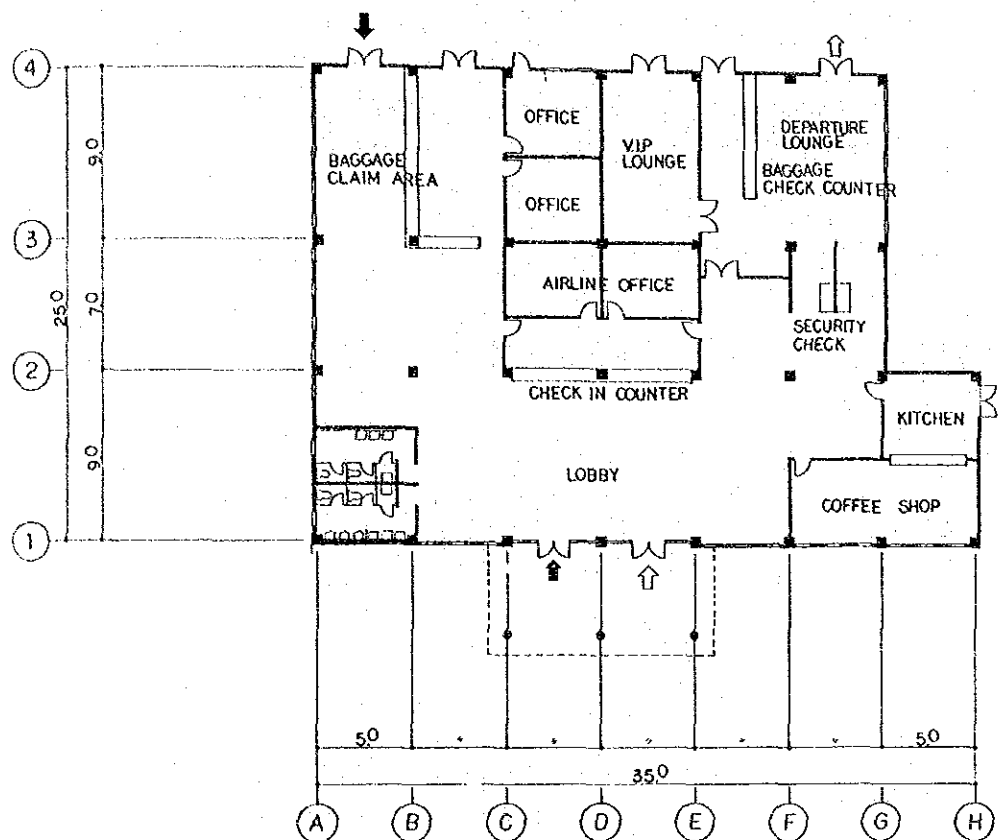 4
OFFICE
DEPARTURE
LOUNGE
V.I.P
LOUNGE
BAGGAGE
CLAIM AREA
BAGGAGE
CHECK COUNTER
9.0
OFFICE
3
AIRLINE OFFICE
25.0
7.0
SECURITY
CHECK
2
CHECK IN COUNTER
KITCHEN
9.0
LOBBY
COFFEE SHOP
1
5.0
5.0
35.0
A
B
C
D
E
F
G
H